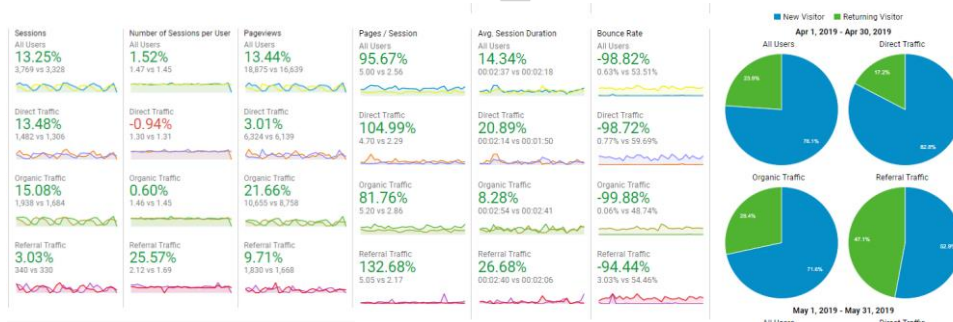 Sessions
All Users
13.25%
3,769 vs 3,328
Direct Traffic
13.48%
1,482 vs 1,306
Organic Traffic
15.08%
1,938 vs 1,684
Referral Traffic
3.03%
340 vs 330
Number of Sessions per User
All Users
1.52%
1.47 vs 1.45
Direct Traffic
-0.94%
1.30 vs 1.31
Organic Traffic
0.60%
1.46 vs 1.45
Referral Traffic
25.57%
2.12 vs 1.69
Pageviews
All Users
13.44%
18,875 vs 16,639
Direct Traffic
3.01%
6,324 vs 6,139
Organic Traffic
21.66%
10,655 vs 8,758
Referral Traffic
9.71%
1,830 vs 1,668
Pages / Session
All Users
95.67%
5.00 vs 2.56
Direct Traffic
104.99%
4.70 vs 2.29
Organic Traffic
81.76%
5.20 vs 2.86
Referral Traffic
132.68%
5.05 vs 2.17
Avg. Session Duration
All Users
14.34%
00:02:37 vs 00:02:18
Direct Traffic
20.89%
00:02:14 vs 00:01:50
Organic Traffic
8.28%
00:02:54 vs 00:02:41
Referral Traffic
26.68%
00:02:40 vs 00:02:06
Bounce Rate
All Users
-98.82%
0.63% vs 53.51%
Direct Traffic
-98.72%
0.77% vs 59.69%
Organic Traffic
-99.88%
0.06% vs 48.74%
Referral Traffic
-94.44%
3.03% vs 54.46%
New Visitor
Returning Visitor
Apr 1, 2019 - Apr 30, 2019
All Users
23.9%
76.1%
Direct Traffic
17.2%
82.8%
Organic Traffic
28.4%
71.6%
Referral Traffic
47.1%
52.9%
May 1, 2019 - May 31, 2019
All Users
Direct Traffic